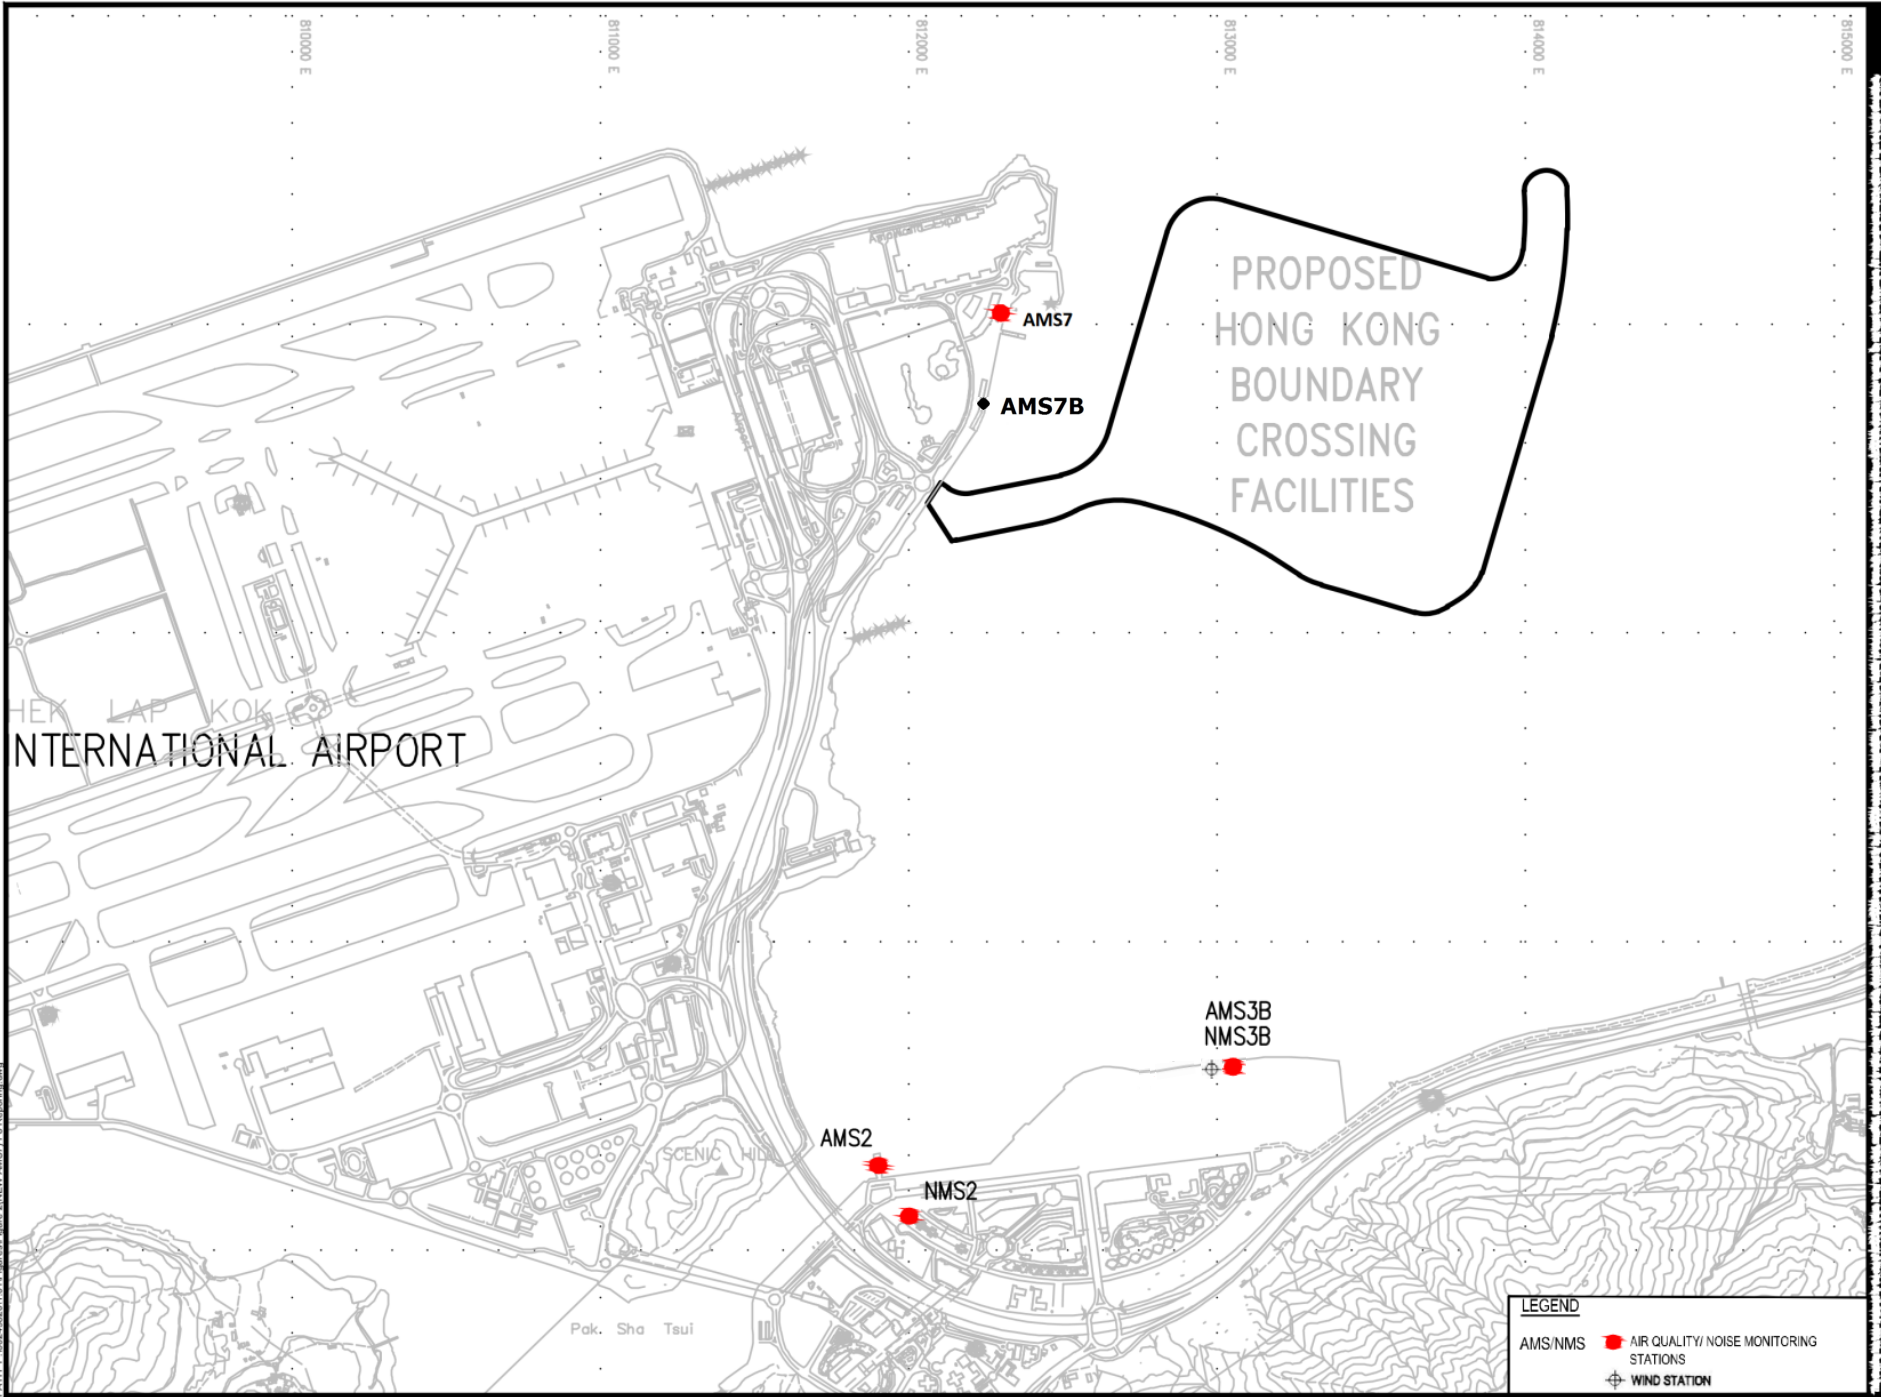 810000 E
811000 E
812000 E
813000 E
814000 E
815000 E
PROPOSED
HONG KONG
BOUNDARY
CROSSING
FACILITIES
AMS7
AMS7B
Airport
HEK LAP KOK
INTERNATIONAL AIRPORT
AMS3B
NMS3B
AMS2
SCENIC HILL
NMS2
Pak Sha Tsui
LEGEND
AMS/NMS
AIR QUALITY/ NOISE MONITORING
STATIONS
WIND STATION